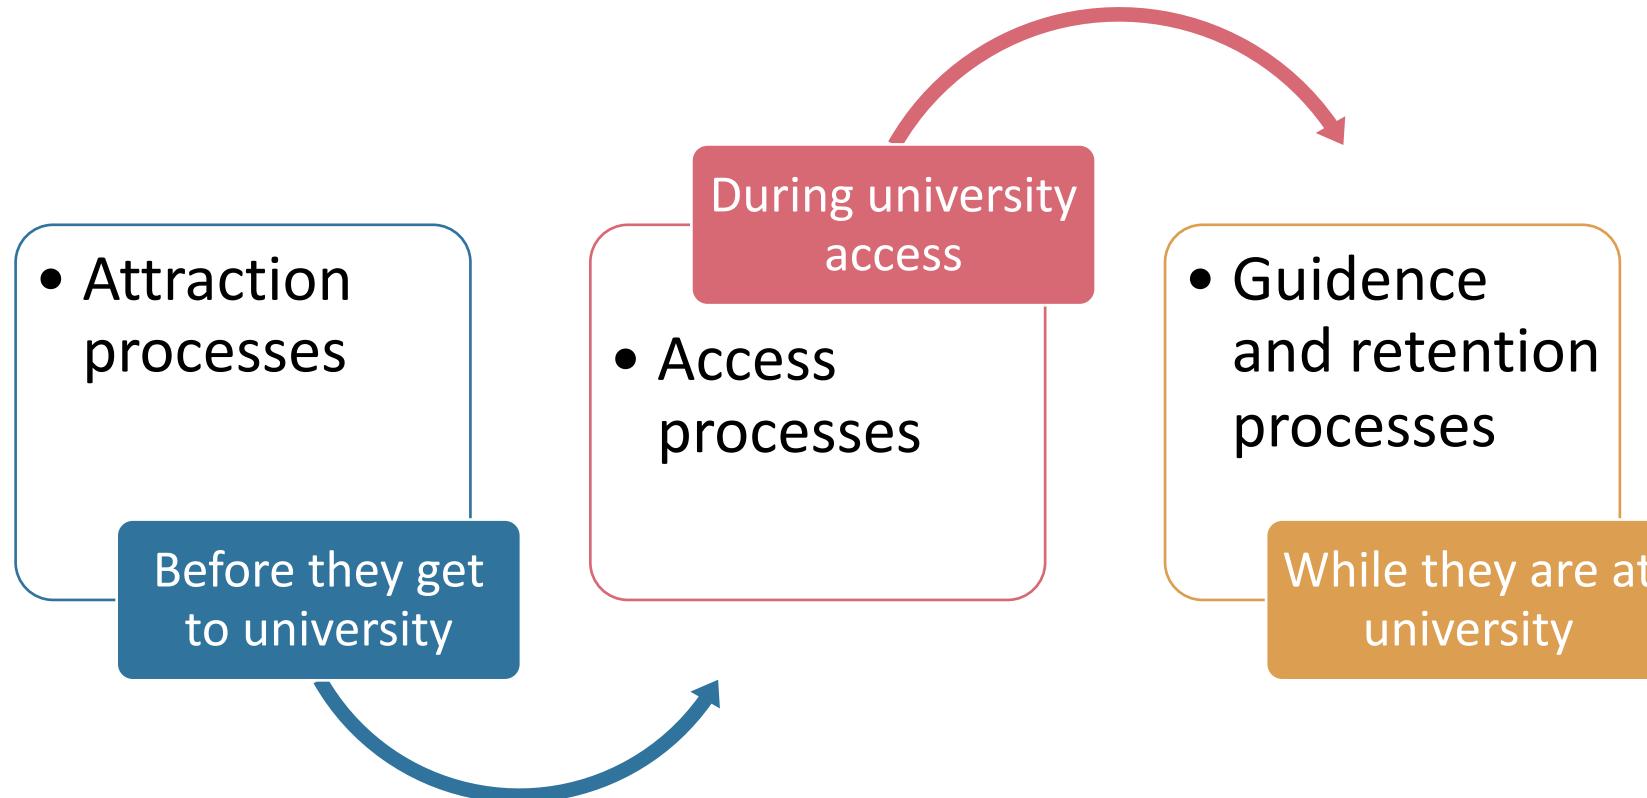 • Attraction
processes
Before they get
to university
During university
access
• Access
processes
• Guidence
and retention
processes
While they are at
university